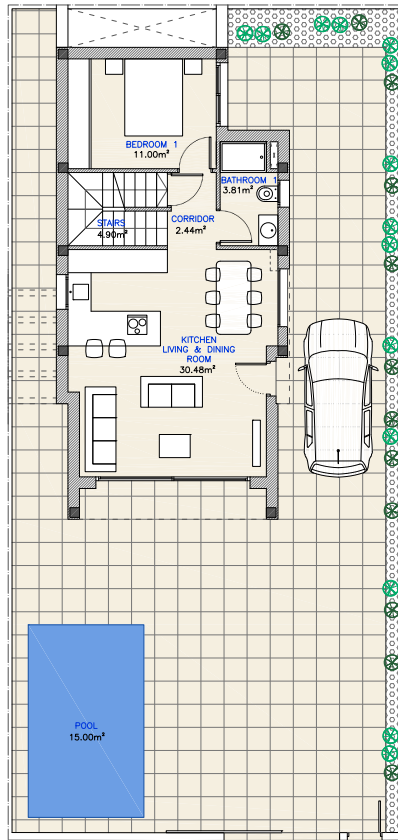 BEDROOM 1
11.00m²
BATHROOM 1
3.81m²
STAIRS
4.90m²
CORRIDOR
2.44m²
KITCHEN
LIVING & DINING
ROOM
30.48m²
POOL
15.00m²